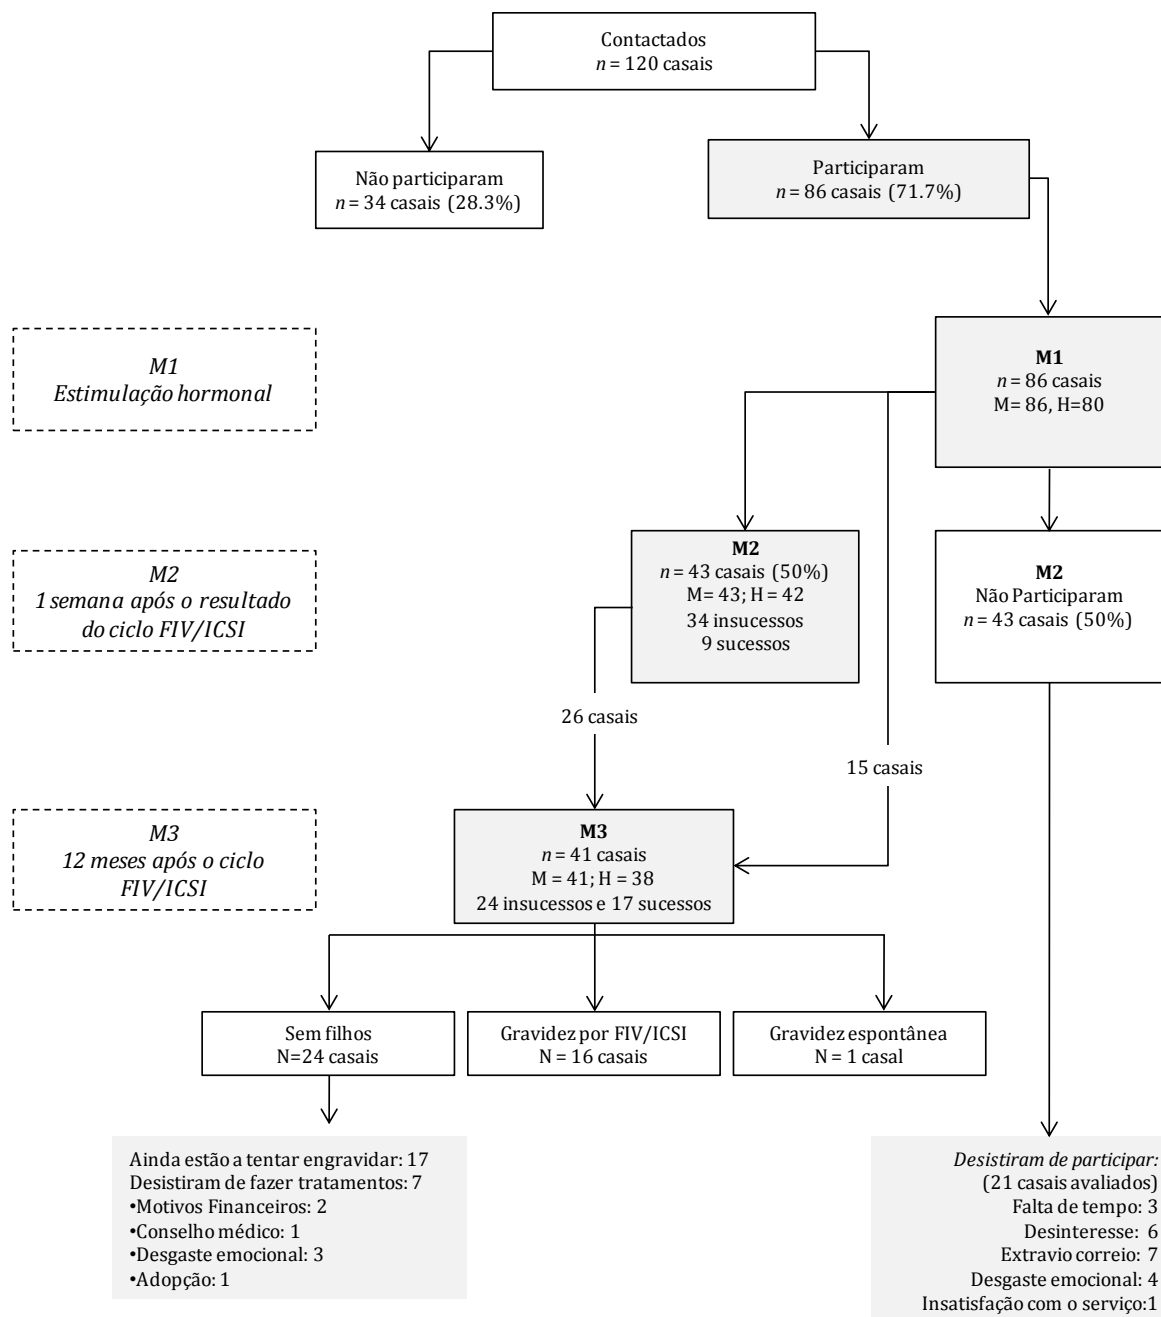 Contactados
n = 120 casais
Não participaram
n = 34 casais (28.3%)
Participaram
n = 86 casais (71.7%)
M1
Estimulação hormonal
M1
n = 86 casais
M= 86, H=80
M2
1 semana após o resultado
do ciclo FIV/ICSI
M2
n = 43 casais (50%)
M= 43; H = 42
34 insucessos
9 sucessos
M2
Não Participaram
n = 43 casais (50%)
26 casais
15 casais
M3
12 meses após o ciclo
FIV/ICSI
M3
n = 41 casais
M = 41; H = 38
24 insucessos e 17 sucessos
Sem filhos
N=24 casais
Gravidez por FIV/ICSI
N = 16 casais
Gravidez espontânea
N = 1 casal
Ainda estão a tentar engravidar: 17
Desistiram de fazer tratamentos: 7
•Motivos Financeiros: 2
•Conselho médico: 1
•Desgaste emocional: 3
•Adopção: 1
Desistiram de participar:
(21 casais avaliados)
Falta de tempo: 3
Desinteresse: 6
Extravio correio: 7
Desgaste emocional: 4
Insatisfação com o serviço:1